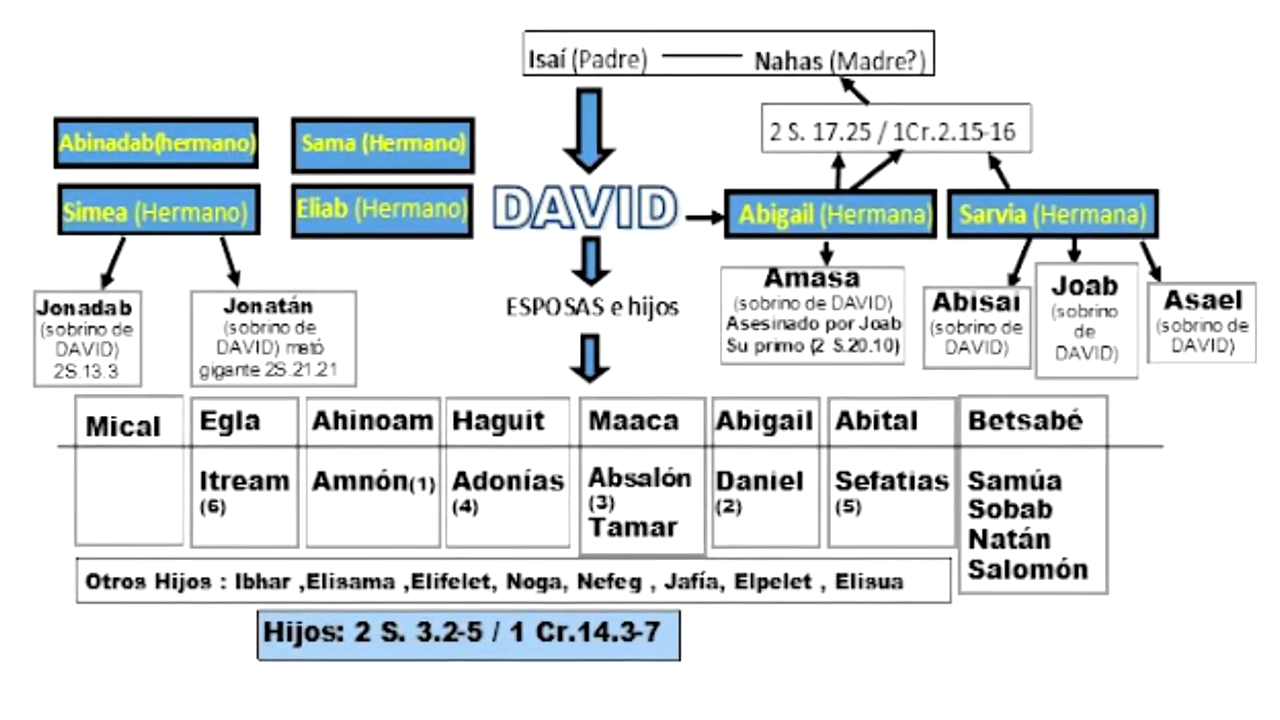 Isaí (Padre) Nahas (Madre?)
2 S. 17.25 / 1Cr.2.15-16
Abinadab(hermano)
Sama (Hermano)
Simea (Hermano)
Eliab (Hermano)
DAVID
Abigail (Hermana)
Sarvia (Hermana)
Jonadab
(sobrino de
DAVID)
2S.13.3
Jonatán
(sobrino de
DAVID) mató
gigante 2S.21.21
ESPOSAS e hijos
Amasa
(sobrino de DAVID)
Asesinado por Joab
Su primo (2 S.20.10)
Abisai
(sobrino de
DAVID)
Joab
(sobrino
de
DAVID)
Asael
(sobrino de
DAVID)
Mical
Egla
Itream
(6)
Ahinoam
Amnón(1)
Haguit
Adonías
(4)
Maaca
Absalón
(3)
Tamar
Abigail
Daniel
(2)
Abital
Sefatias
(5)
Betsabé
Samúa
Sobab
Natán
Salomón
Otros Hijos : Ibhar ,Elisama ,Elifelet, Noga, Nefeg , Jafía, Elpelet , Elisua
Hijos: 2 S. 3.2-5 / 1 Cr.14.3-7